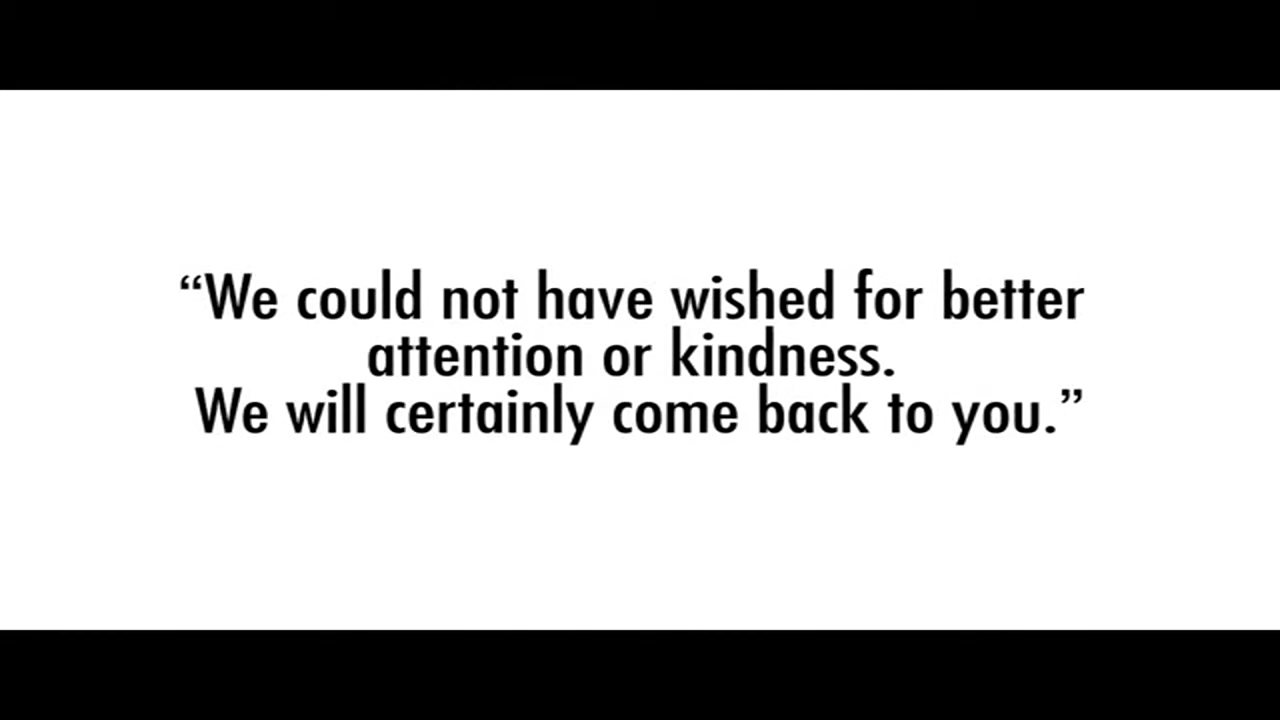 “We could not have wished for better
attention or kindness.
We will certainly come back to you.”